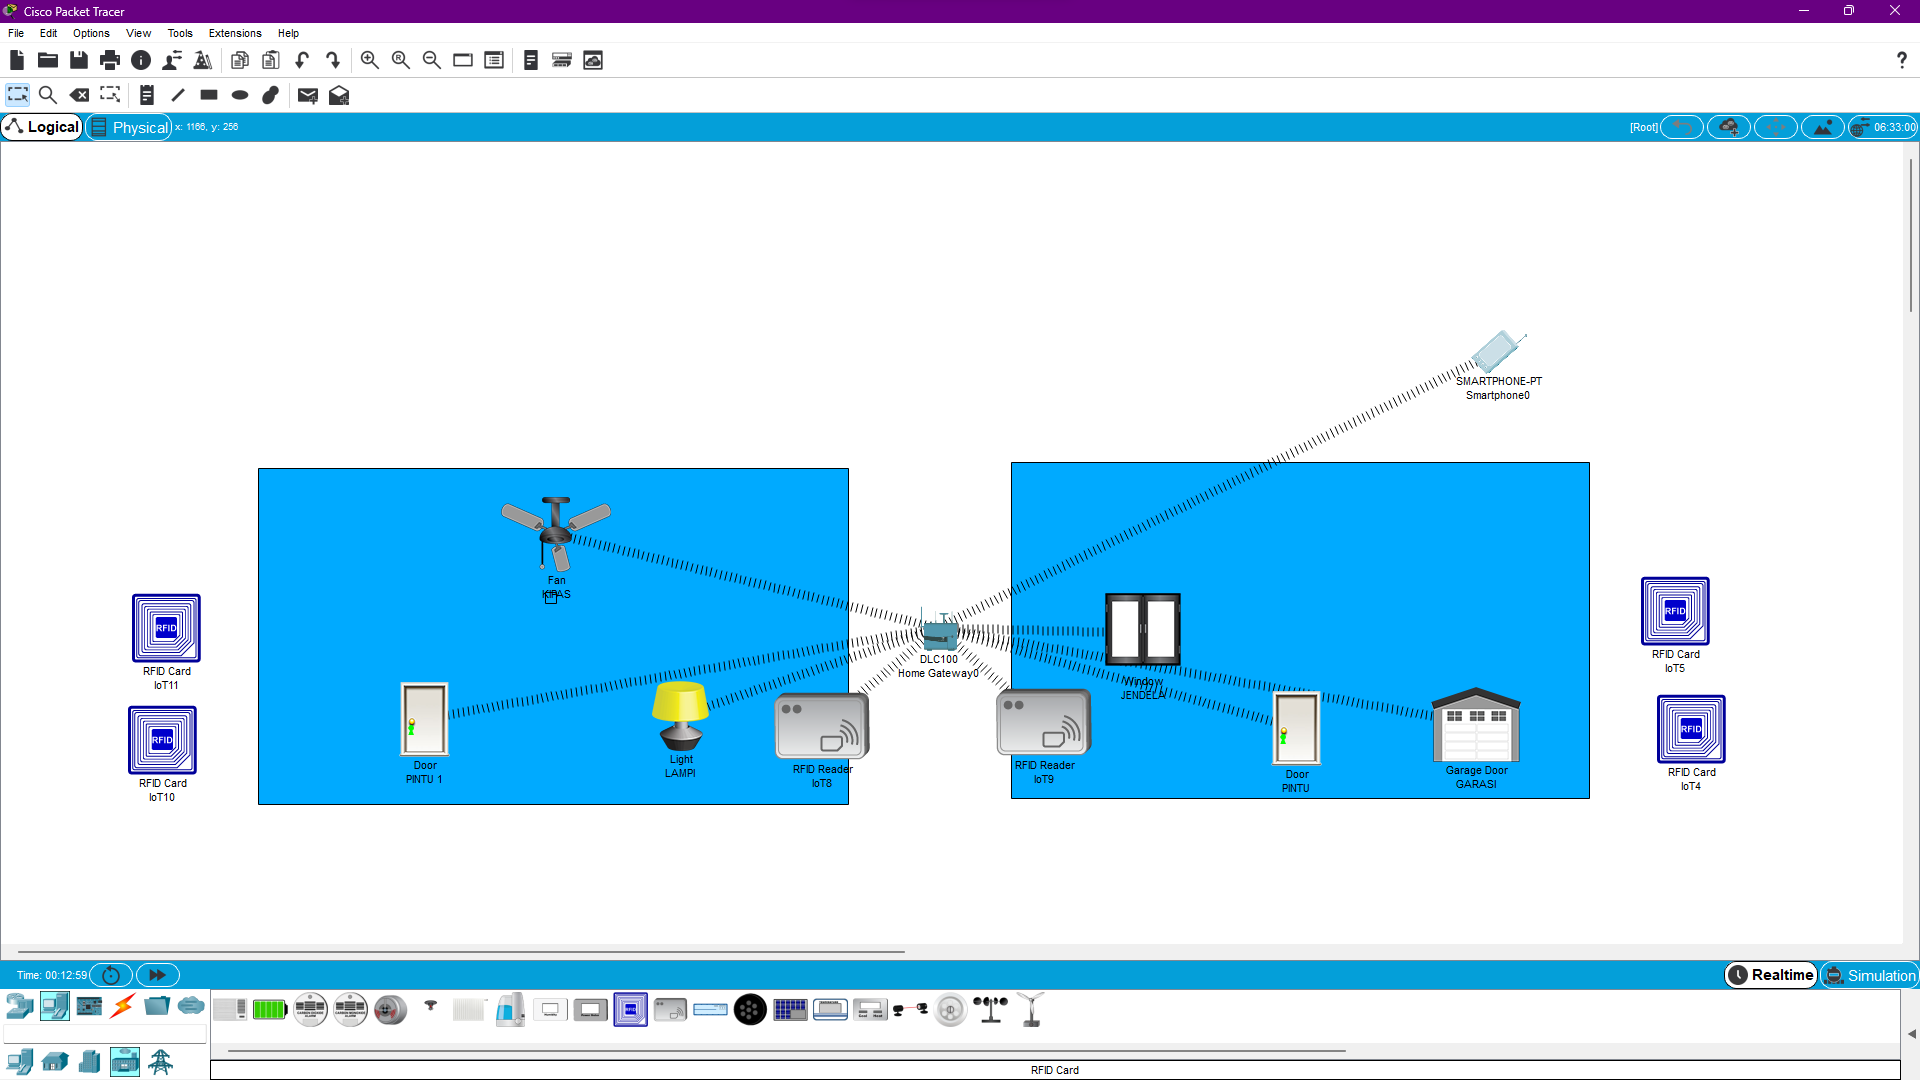 Cisco Packet Tracer
File Edit Options View Tools Extensions Help
Logical
Physical
x: 1166, y: 256
[Root]
06:33:00
SMARTPHONE-PT
Smartphone0
Fan
KIPAS
RFID
RFID Card
IoT11
RFID
RFID Card
IoT10
Door
PINTU 1
Light
LAMPI
RFID Reader
IoT8
DLC100
Home Gateway0
RFID Reader
IoT9
Window
JENDELA
Door
PINTU
Garage Door
GARASI
RFID
RFID Card
IoT5
RFID
RFID Card
IoT4
Time: 00:12:59
Realtime
Simulation
RFID
RFID Card